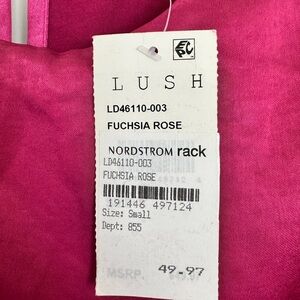 LUSH
LD46110-003
FUCHSIA ROSE
NORDSTROM rack
LD46110-003
FUCHSIA ROSE
191446 497124
Size: Small
Dept: 855
MSRP 49.97